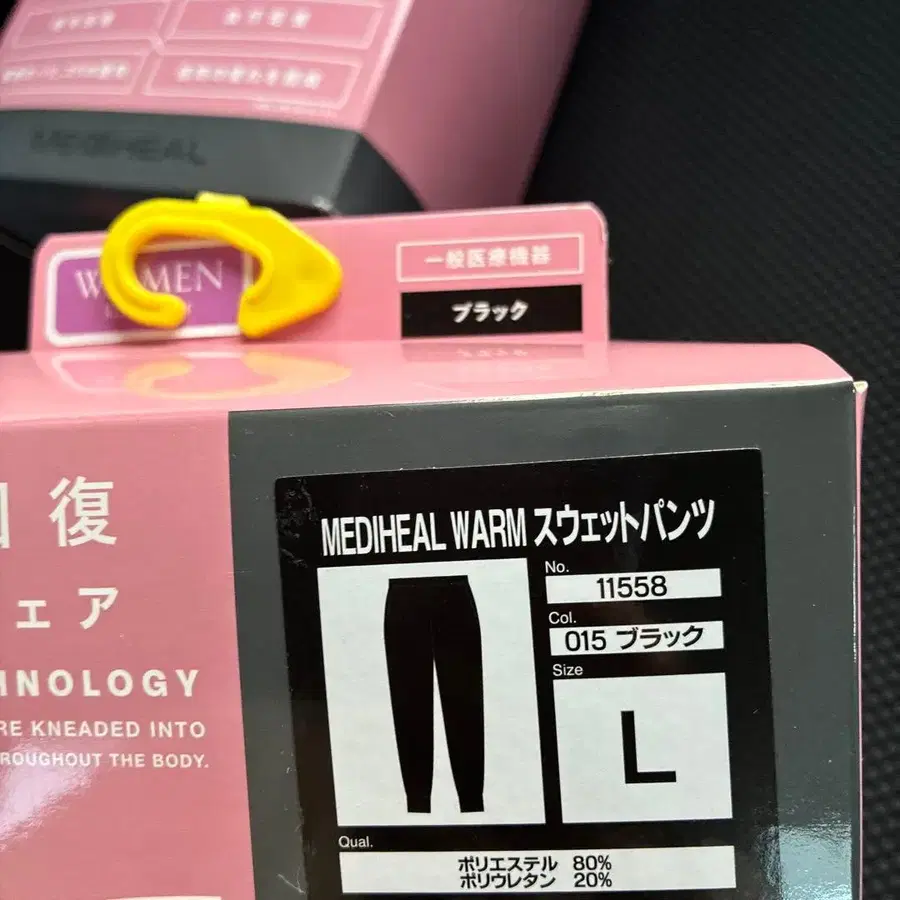 MEDIHEAL
WOMEN
一般医療機器
ブラック
復
ェア
NOLOGY
RE KNEADED INTO
ROUGHOUT THE BODY.
MEDIHEAL WARM スウェットパンツ
No.
11558
Col.
015 ブラック
Size
L
Qual.
ポリエステル 80%
ポリウレタン 20%